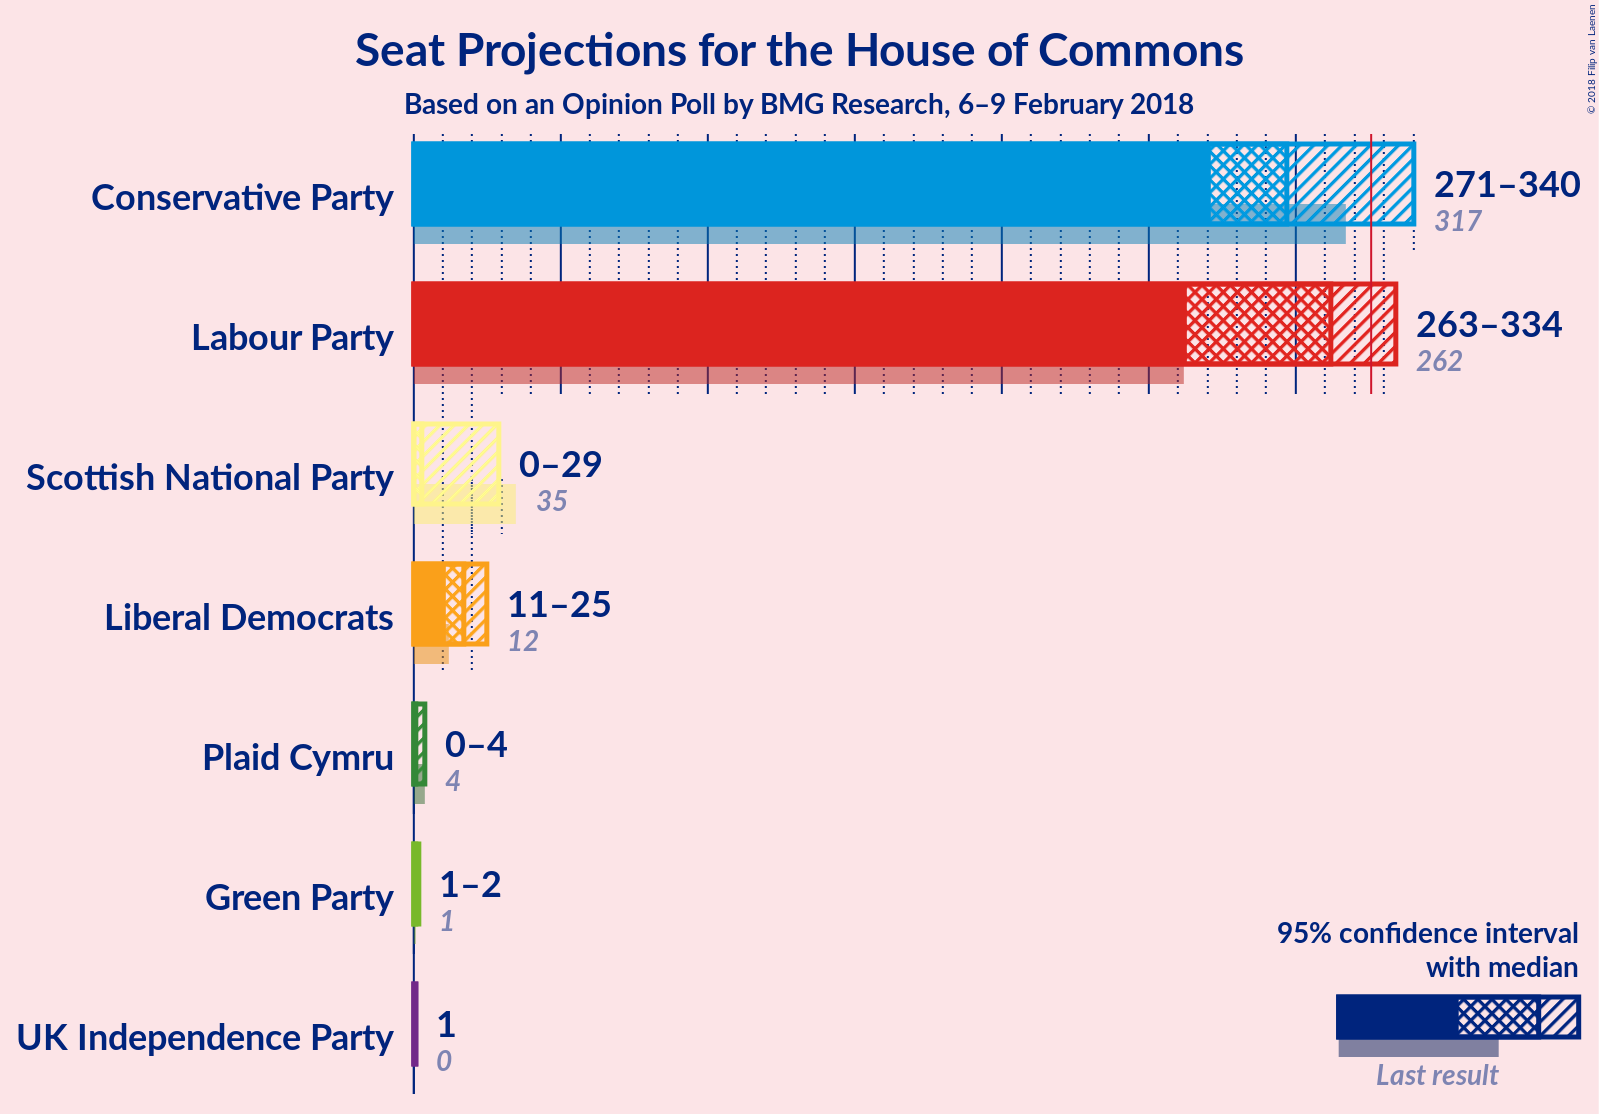 Seat Projections for the House of Commons
Based on an Opinion Poll by BMG Research, 6–9 February 2018
© 2018 Filip van Laenen
Conservative Party
271–340
317
Labour Party
263–334
262
Scottish National Party
0–29
35
Liberal Democrats
11–25
12
Plaid Cymru
0–4
4
Green Party
1–2
1
UK Independence Party
1
0
95% confidence interval
with median
Last result